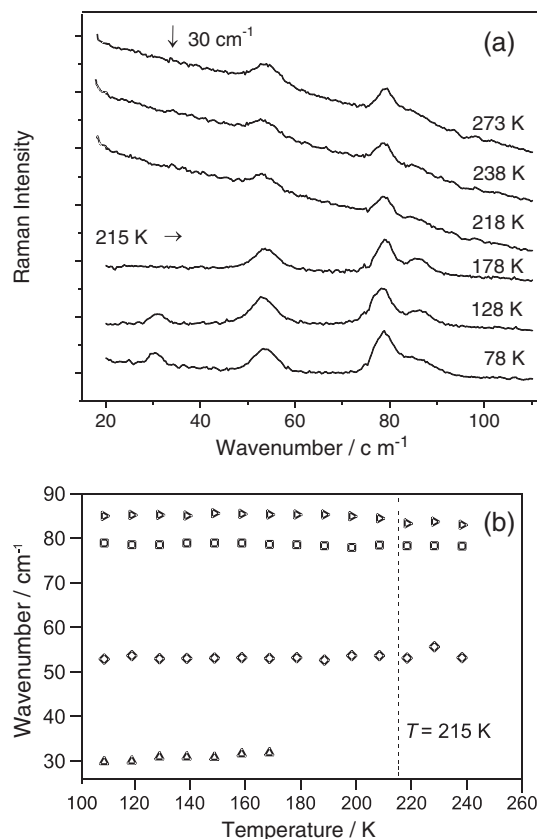 ↓ 30 cm⁻¹
(a)
273 K
238 K
218 K
215 K →
178 K
128 K
78 K
Raman Intensity
20 40 60 80 100
Wavenumber / c m⁻¹
90
(b)
80
70
60
50
40
30
T = 215 K
Wavenumber / cm⁻¹
100 120 140 160 180 200 220 240 260
Temperature / K